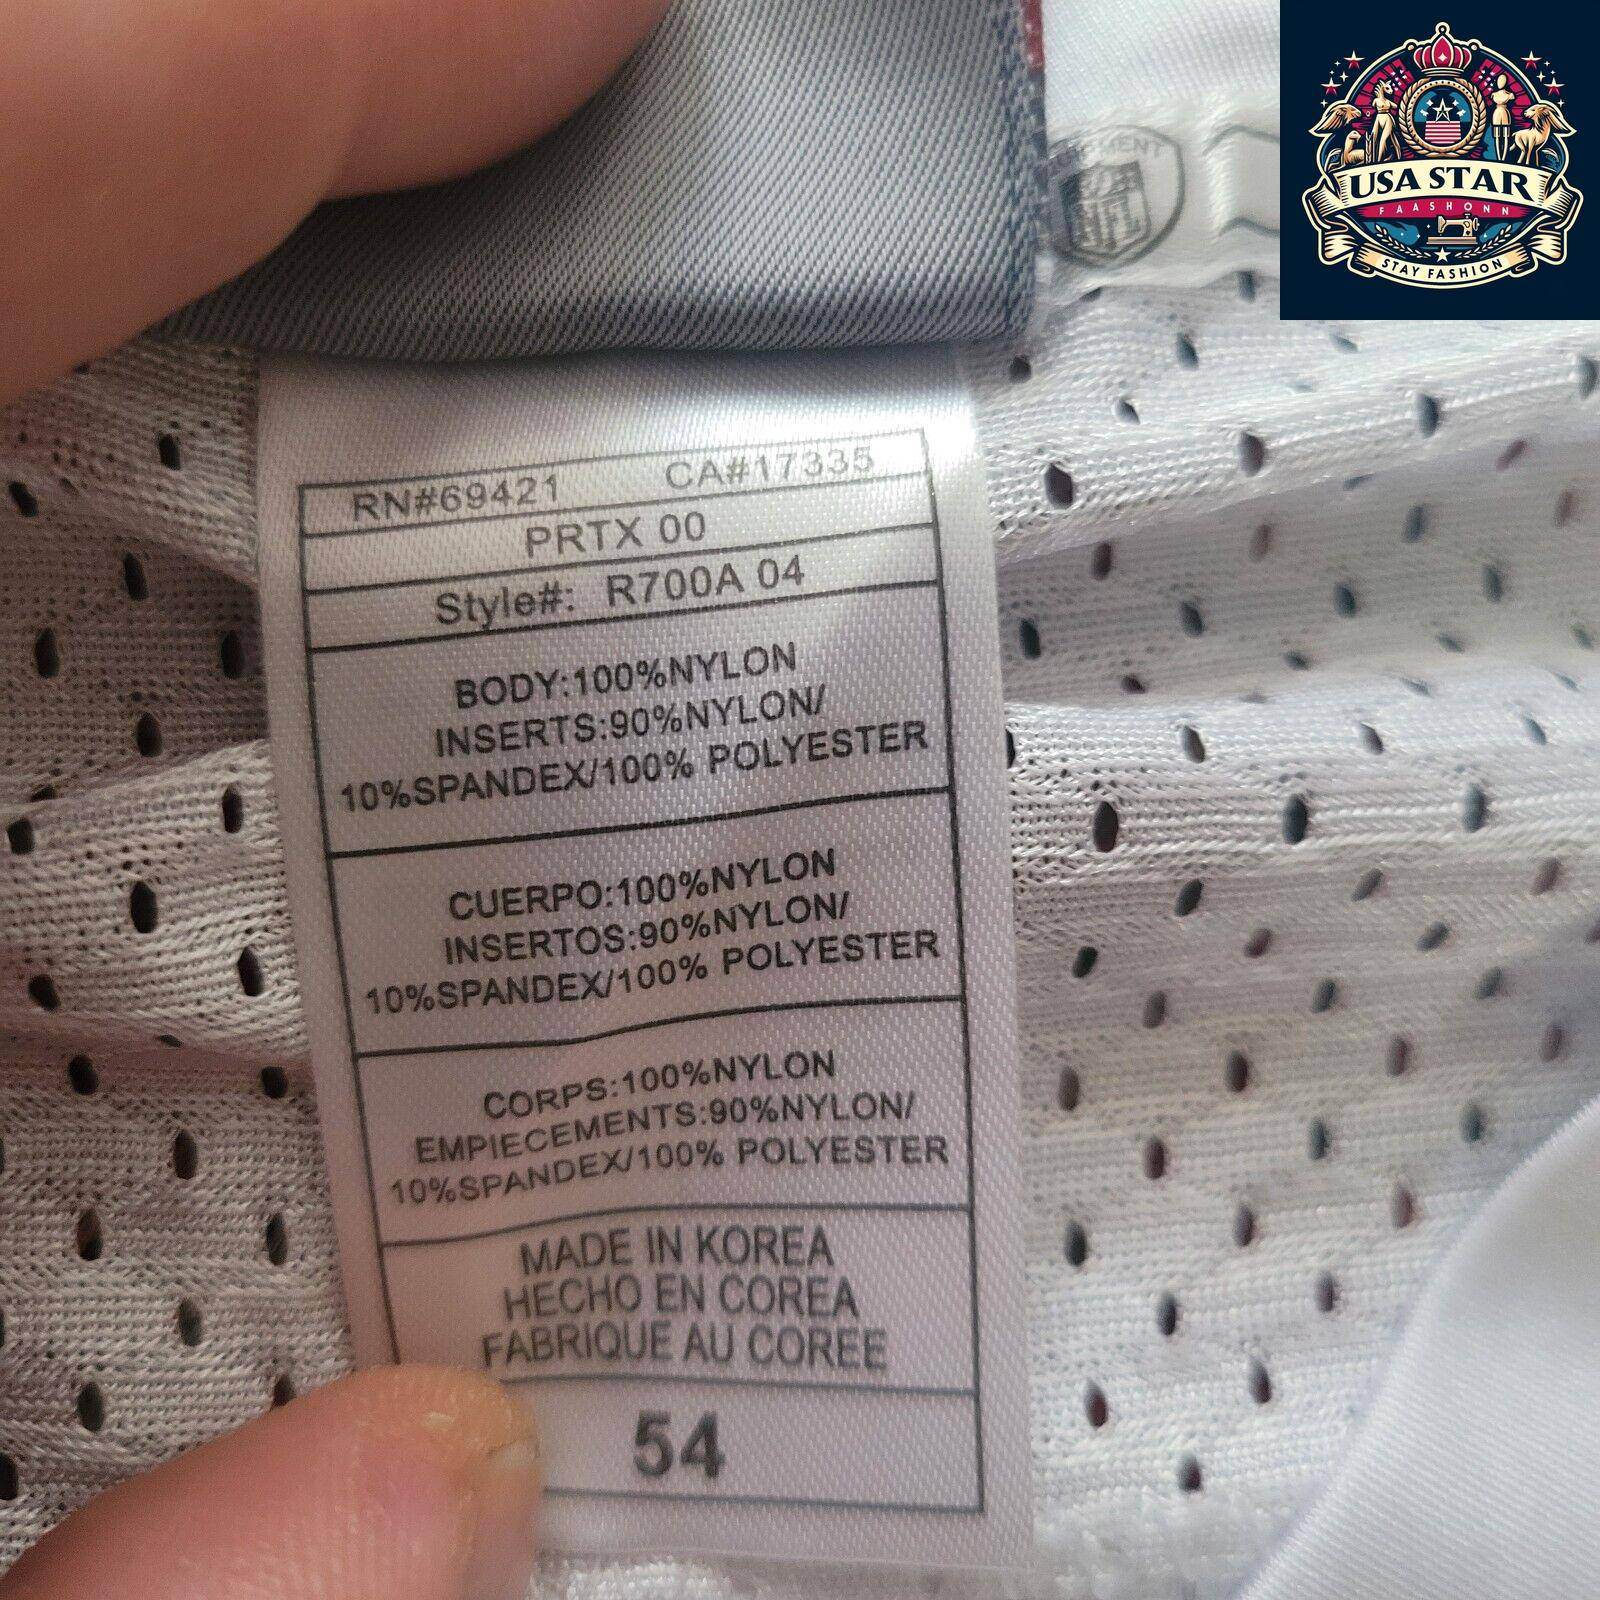 USA STAR
FAASHONN
STAY FASHION
NFL
RN#69421 CA#17335
PRTX 00
Style#: R700A 04
BODY:100%NYLON
INSERTS:90%NYLON/
10%SPANDEX/100% POLYESTER
CUERPO:100%NYLON
INSERTOS:90%NYLON/
10%SPANDEX/100% POLYESTER
CORPS:100%NYLON
EMPIECEMENTS:90%NYLON/
10%SPANDEX/100% POLYESTER
MADE IN KOREA
HECHO EN COREA
FABRIQUE AU COREE
54